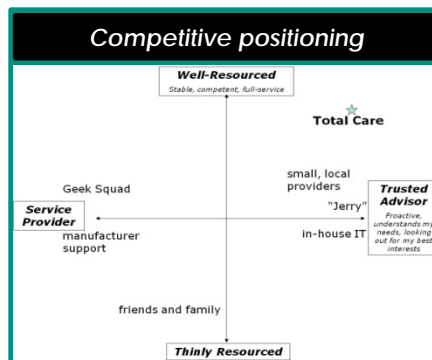 Competitive positioning
Well-Resourced
Stable, competent, full-service
Total Care
small, local
providers
Geek Squad
"Jerry"
Trusted
Advisor
Proactive,
understands my
needs, looking
out for my best
interests
Service
Provider
manufacturer
support
in-house IT
friends and family
Thinly Resourced